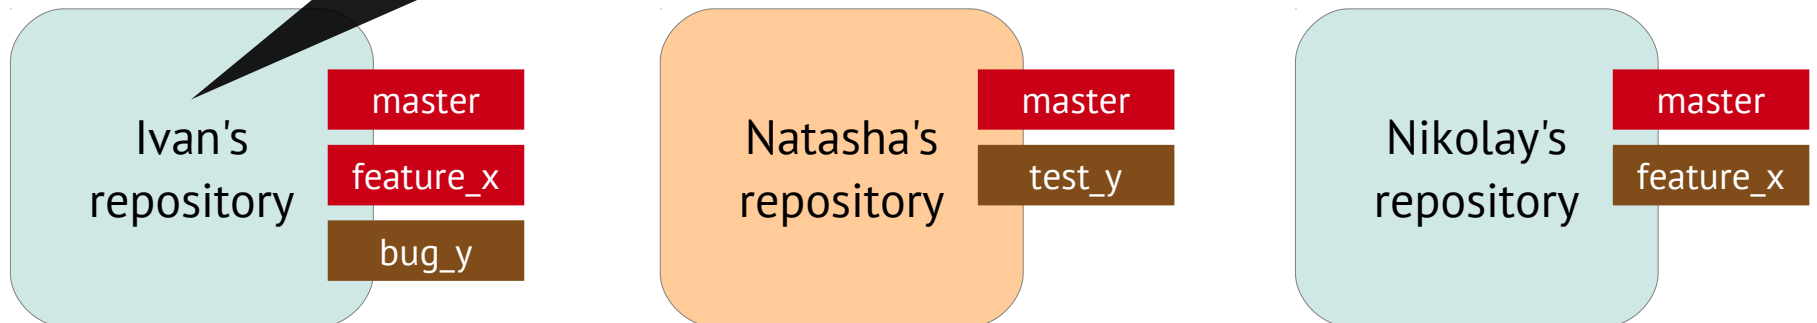 Ivan's
repository
master
feature_x
bug_y
Natasha's
repository
master
test_y
Nikolay's
repository
master
feature_x